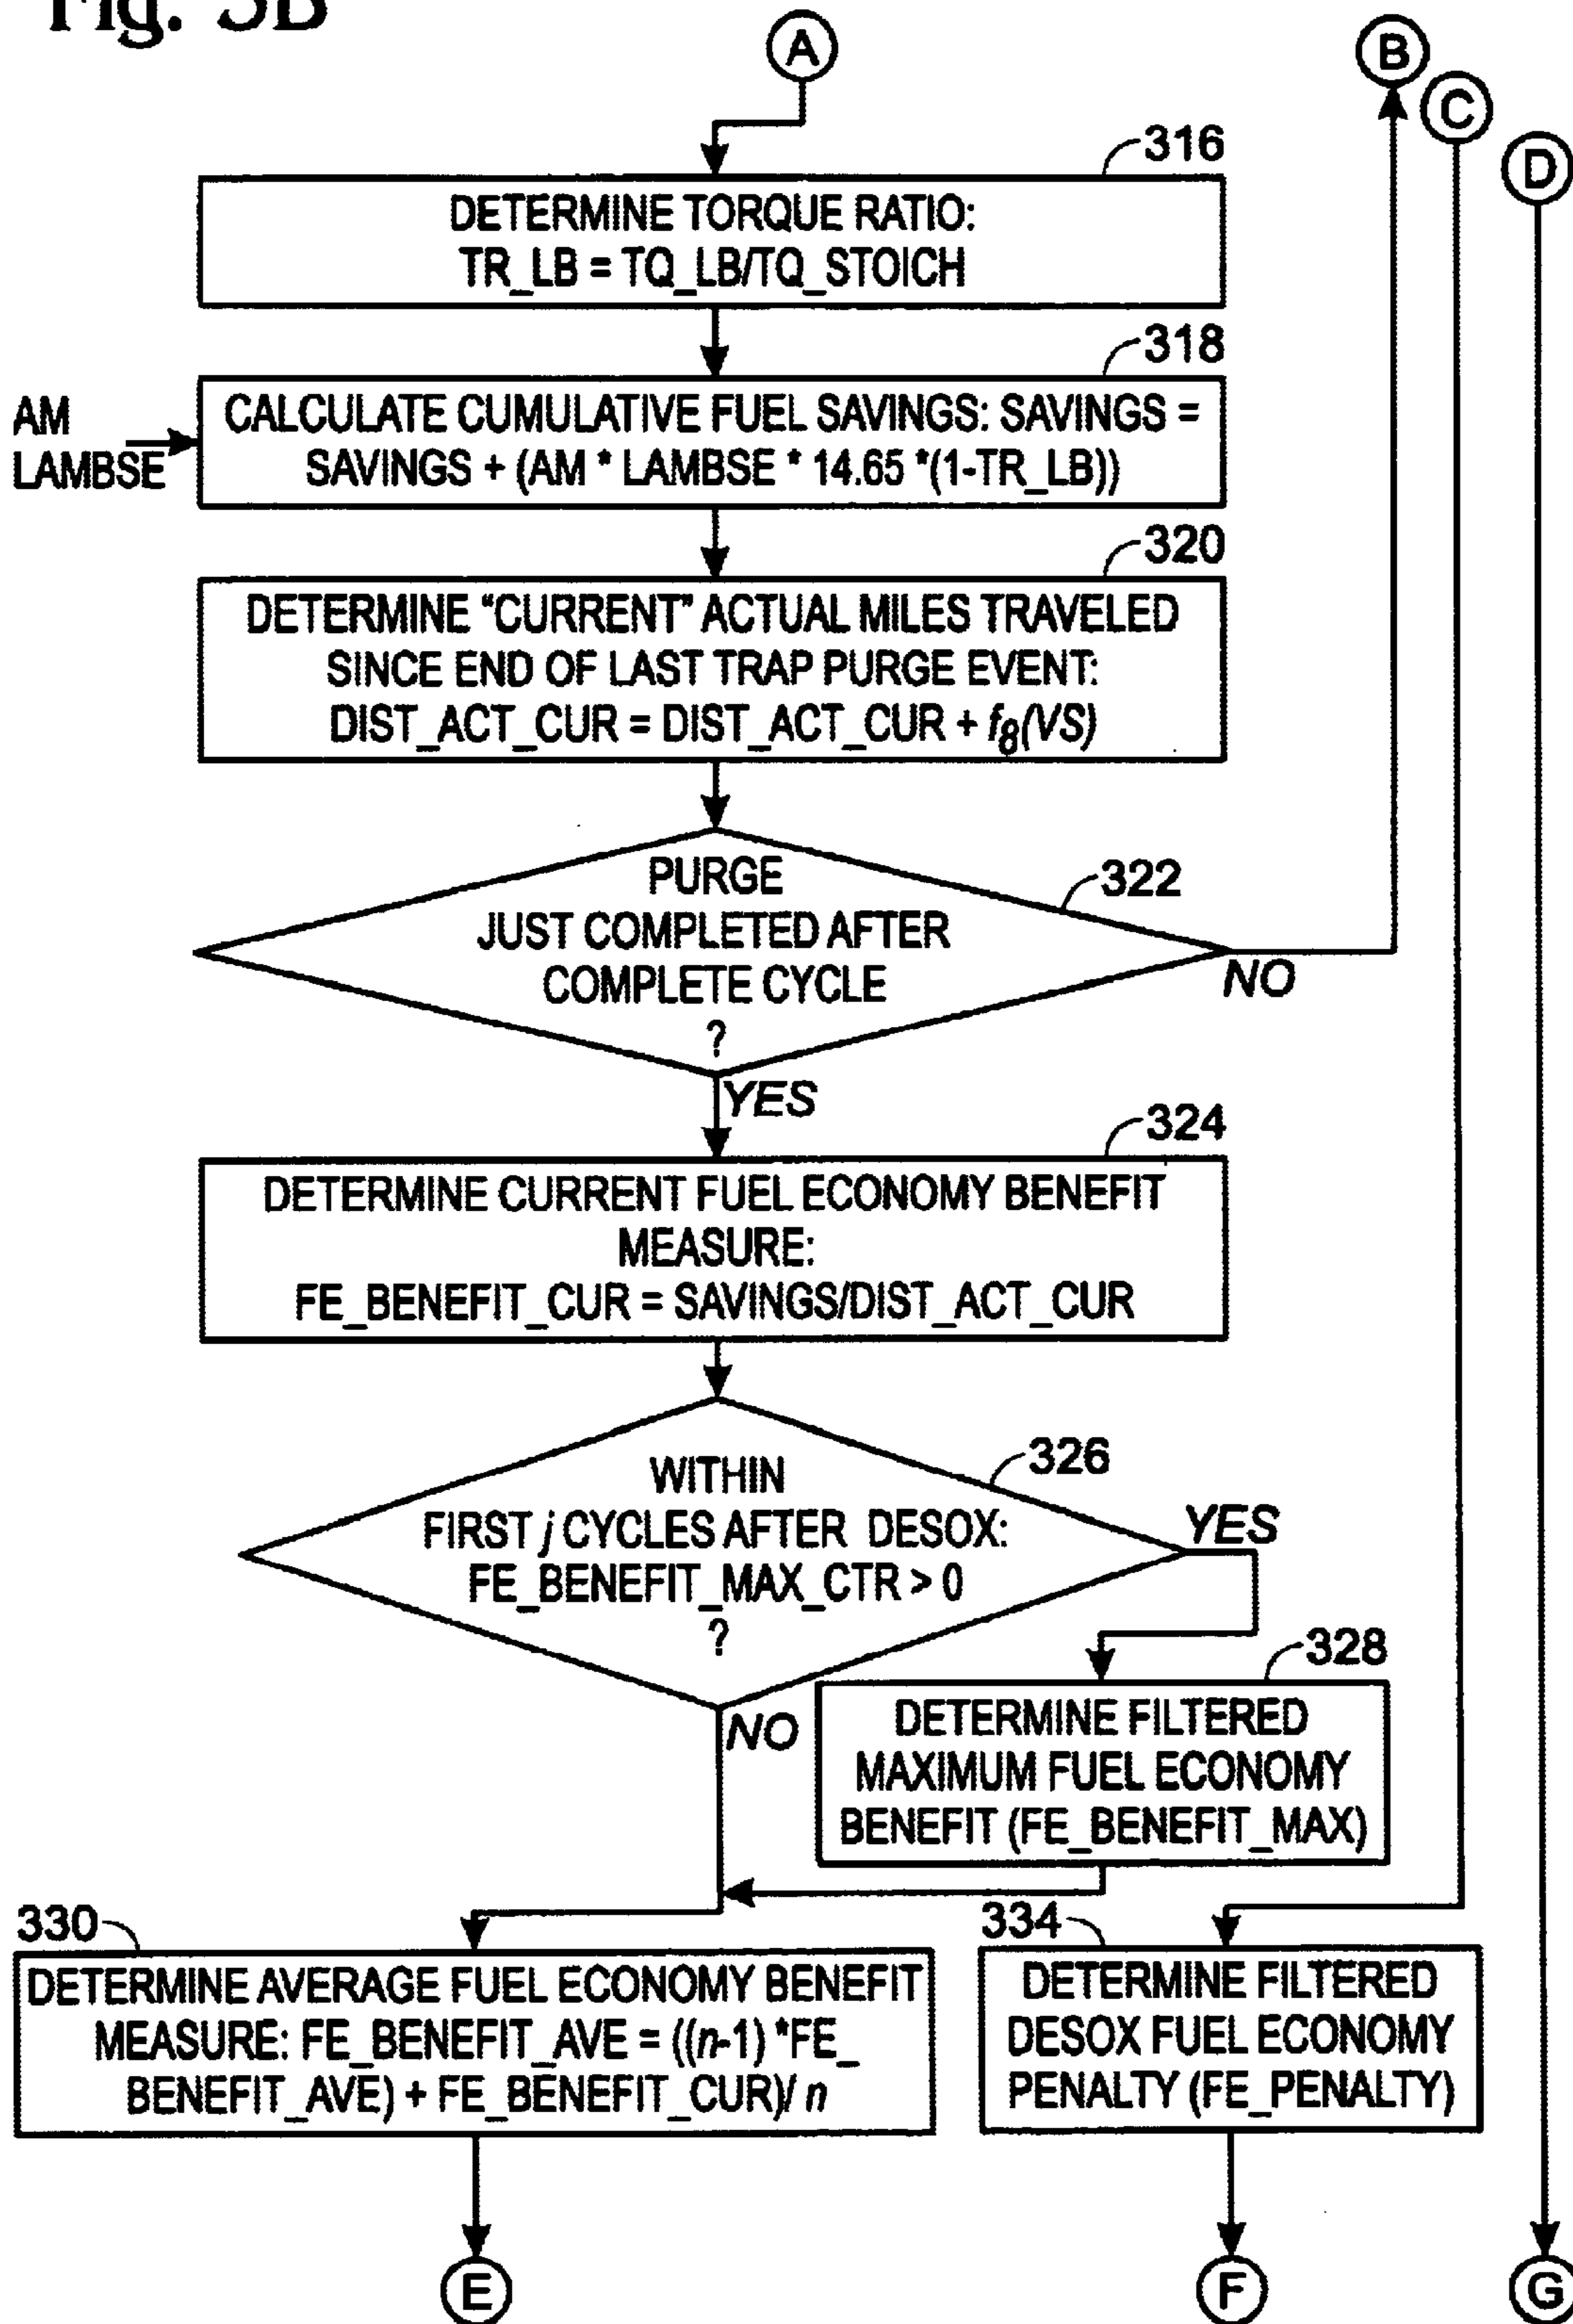 Fig. 3B
A
B
C
D
316
DETERMINE TORQUE RATIO:
TR_LB = TQ_LB/TQ_STOICH
318
AM
LAMBSE
CALCULATE CUMULATIVE FUEL SAVINGS: SAVINGS =
SAVINGS + (AM * LAMBSE * 14.65 *(1-TR_LB))
320
DETERMINE “CURRENT” ACTUAL MILES TRAVELED
SINCE END OF LAST TRAP PURGE EVENT:
DIST_ACT_CUR = DIST_ACT_CUR + f8(VS)
322
PURGE
JUST COMPLETED AFTER
COMPLETE CYCLE
?
NO
YES
324
DETERMINE CURRENT FUEL ECONOMY BENEFIT
MEASURE:
FE_BENEFIT_CUR = SAVINGS/DIST_ACT_CUR
326
WITHIN
FIRST j CYCLES AFTER DESOX:
FE_BENEFIT_MAX_CTR > 0
?
YES
NO
328
DETERMINE FILTERED
MAXIMUM FUEL ECONOMY
BENEFIT (FE_BENEFIT_MAX)
330
DETERMINE AVERAGE FUEL ECONOMY BENEFIT
MEASURE: FE_BENEFIT_AVE = ((n-1) *FE_
BENEFIT_AVE) + FE_BENEFIT_CUR)/ n
334
DETERMINE FILTERED
DESOX FUEL ECONOMY
PENALTY (FE_PENALTY)
E
F
G